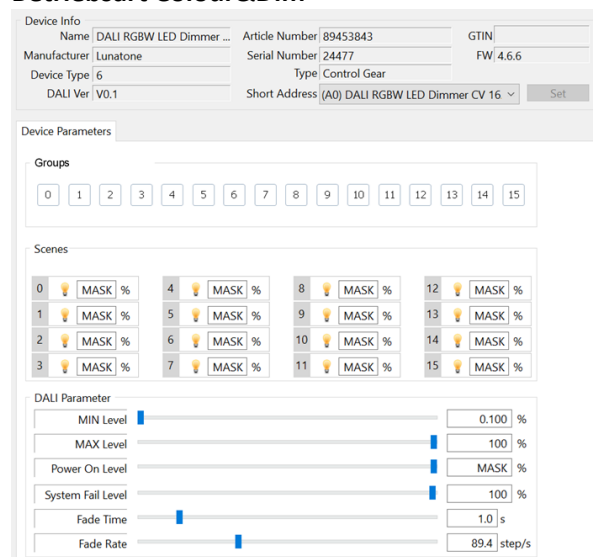 Betriebsart Colour&Dim
Device Info
Name DALI RGBW LED Dimmer ... Article Number 89453843 GTIN
Manufacturer Lunatone Serial Number 24477 FW 4.6.6
Device Type 6 Type Control Gear
DALI Ver V0.1 Short Address (A0) DALI RGBW LED Dimmer CV 16 Set
Device Parameters
Groups
0 1 2 3 4 5 6 7 8 9 10 11 12 13 14 15
Scenes
0 MASK % 4 MASK % 8 MASK % 12 MASK %
1 MASK % 5 MASK % 9 MASK % 13 MASK %
2 MASK % 6 MASK % 10 MASK % 14 MASK %
3 MASK % 7 MASK % 11 MASK % 15 MASK %
DALI Parameter
MIN Level 0.100 %
MAX Level 100 %
Power On Level MASK %
System Fail Level 100 %
Fade Time 1.0 s
Fade Rate 89.4 step/s